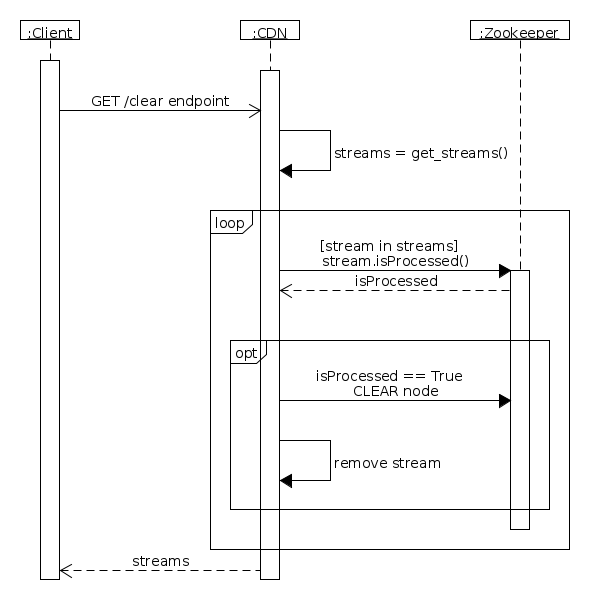 :Client
:CDN
:Zookeeper
GET /clear endpoint
streams = get_streams()
loop
[stream in streams]
stream.isProcessed()
isProcessed
opt
isProcessed == True
CLEAR node
remove stream
streams